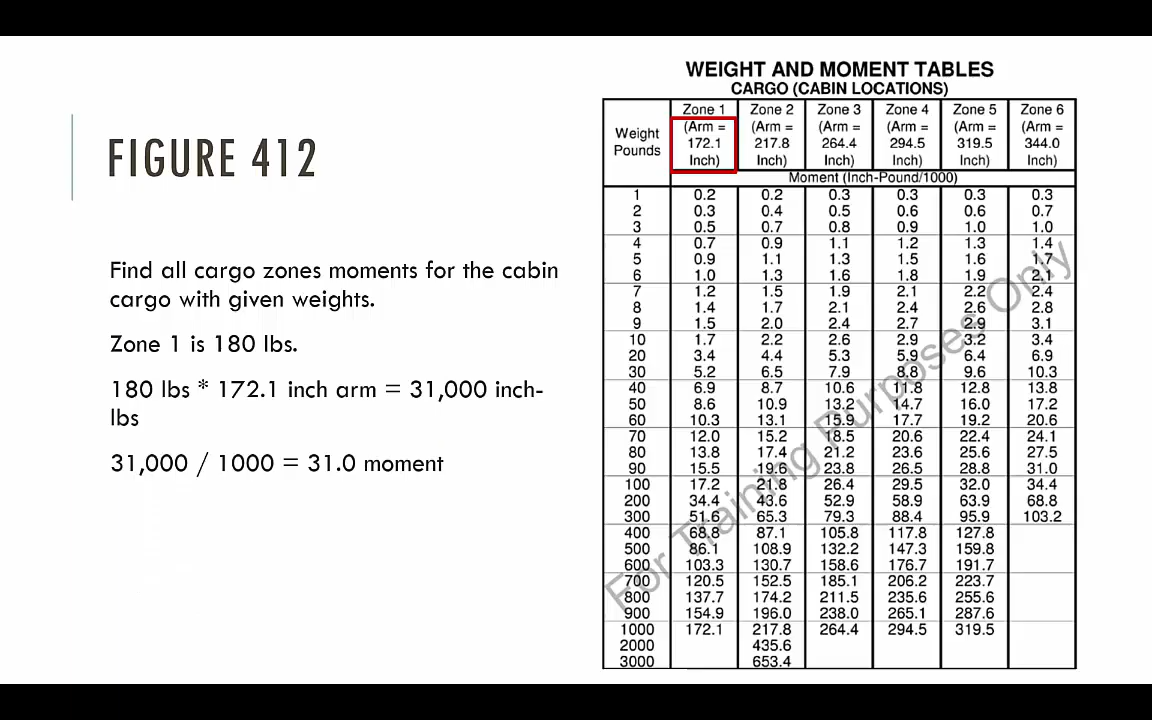 FIGURE 412
Find all cargo zones moments for the cabin
cargo with given weights.
Zone 1 is 180 lbs.
180 lbs * 172.1 inch arm = 31,000 inch-
lbs
31,000 / 1000 = 31.0 moment
WEIGHT AND MOMENT TABLES
CARGO (CABIN LOCATIONS)
Weight Pounds Zone 1 (Arm = 172.1 Inch) Zone 2 (Arm = 217.8 Inch) Zone 3 (Arm = 264.4 Inch) Zone 4 (Arm = 294.5 Inch) Zone 5 (Arm = 319.5 Inch) Zone 6 (Arm = 344.0 Inch)
Moment (Inch-Pound/1000)
1 0.2 0.2 0.3 0.3 0.3 0.3
2 0.3 0.4 0.5 0.6 0.6 0.7
3 0.5 0.7 0.8 0.9 1.0 1.0
4 0.7 0.9 1.1 1.2 1.3 1.4
5 0.9 1.1 1.3 1.5 1.6 1.7
6 1.0 1.3 1.6 1.8 1.9 2.1
7 1.2 1.5 1.9 2.1 2.2 2.4
8 1.4 1.7 2.1 2.4 2.6 2.8
9 1.5 2.0 2.4 2.7 2.9 3.1
10 1.7 2.2 2.6 2.9 3.2 3.4
20 3.4 4.4 5.3 5.9 6.4 6.9
30 5.2 6.5 7.9 8.8 9.6 10.3
40 6.9 8.7 10.6 11.8 12.8 13.8
50 8.6 10.9 13.2 14.7 16.0 17.2
60 10.3 13.1 15.9 17.7 19.2 20.6
70 12.0 15.2 18.5 20.6 22.4 24.1
80 13.8 17.4 21.2 23.6 25.6 27.5
90 15.5 19.6 23.8 26.5 28.8 31.0
100 17.2 21.8 26.4 29.5 32.0 34.4
200 34.4 43.6 52.9 58.9 63.9 68.8
300 51.6 65.3 79.3 88.4 95.9 103.2
400 68.8 87.1 105.8 117.8 127.8
500 86.1 108.9 132.2 147.3 159.8
600 103.3 130.7 158.6 176.7 191.7
700 120.5 152.5 185.1 206.2 223.7
800 137.7 174.2 211.5 235.6 255.6
900 154.9 196.0 238.0 265.1 287.6
1000 172.1 217.8 264.4 294.5 319.5
2000 435.6
3000 653.4
For Training Purposes Only